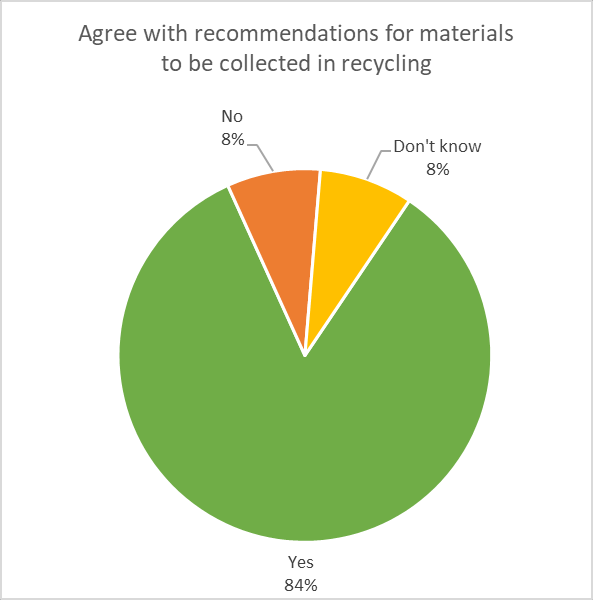 Agree with recommendations for materials
to be collected in recycling
No
8%
Don't know
8%
Yes
84%